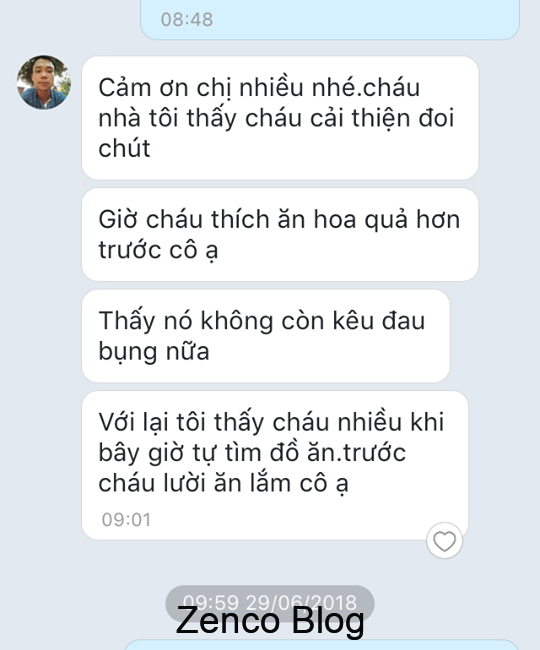 08:48
Cảm ơn chị nhiều nhé.cháu
nhà tôi thấy cháu cải thiện đoi
chút
Giờ cháu thích ăn hoa quả hơn
trước cô ạ
Thấy nó không còn kêu đau
bụng nữa
Với lại tôi thấy cháu nhiều khi
bây giờ tự tìm đồ ăn.trước
cháu lười ăn lắm cô ạ
09:01
09:59 29/06/2018
Zenco Blog